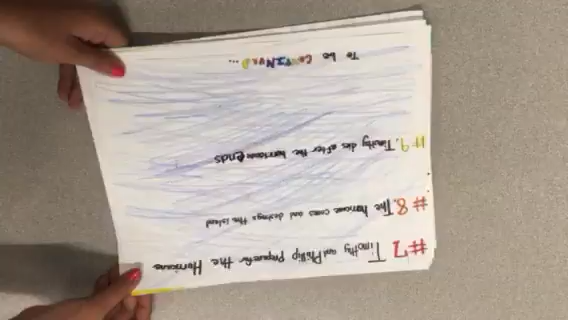 #7 Timothy and Phillip Prepare for the Hurricane
#8. The hurricane comes and destroys the island
#9. Timothy dies after the hurricane ends
To be CONTINUED...